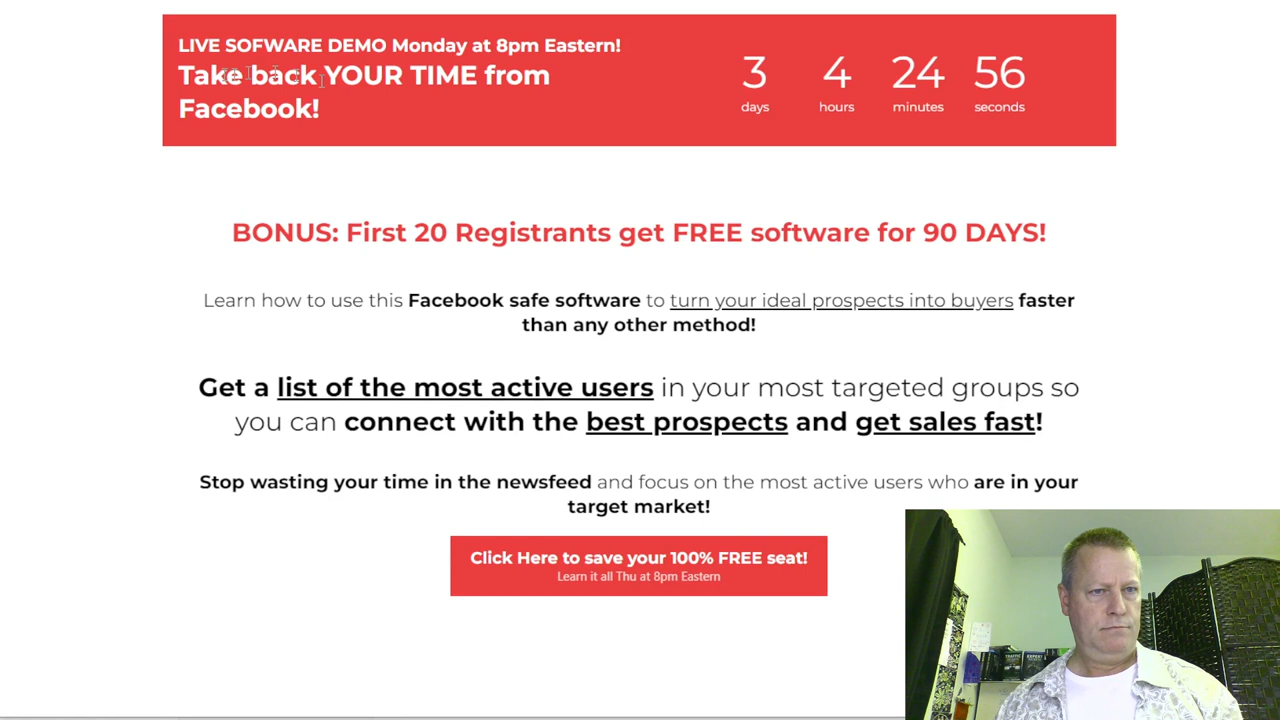 LIVE SOFWARE DEMO Monday at 8pm Eastern!
Take back YOUR TIME from
Facebook!
3 4 24 56
days hours minutes seconds
BONUS: First 20 Registrants get FREE software for 90 DAYS!
Learn how to use this Facebook safe software to turn your ideal prospects into buyers faster
than any other method!
Get a list of the most active users in your most targeted groups so
you can connect with the best prospects and get sales fast!
Stop wasting your time in the newsfeed and focus on the most active users who are in your
target market!
Click Here to save your 100% FREE seat!
Learn it all Thu at 8pm Eastern